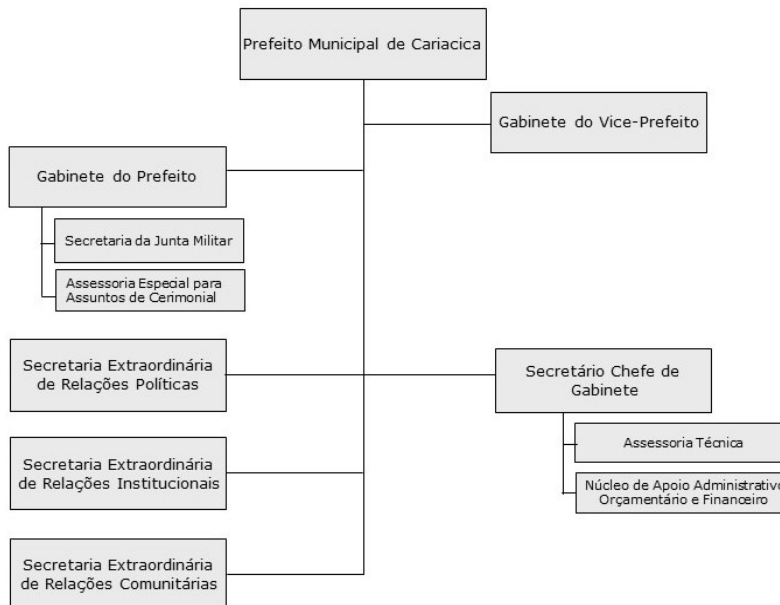 Prefeito Municipal de Cariacica
Gabinete do Vice-Prefeito
Gabinete do Prefeito
Secretaria da Junta Militar
Assessoria Especial para
Assuntos de Cerimonial
Secretaria Extraordinária
de Relações Políticas
Secretário Chefe de
Gabinete
Assessoria Técnica
Secretaria Extraordinária
de Relações Institucionais
Núcleo de Apoio Administrativo
Orçamentário e Financeiro
Secretaria Extraordinária
de Relações Comunitárias